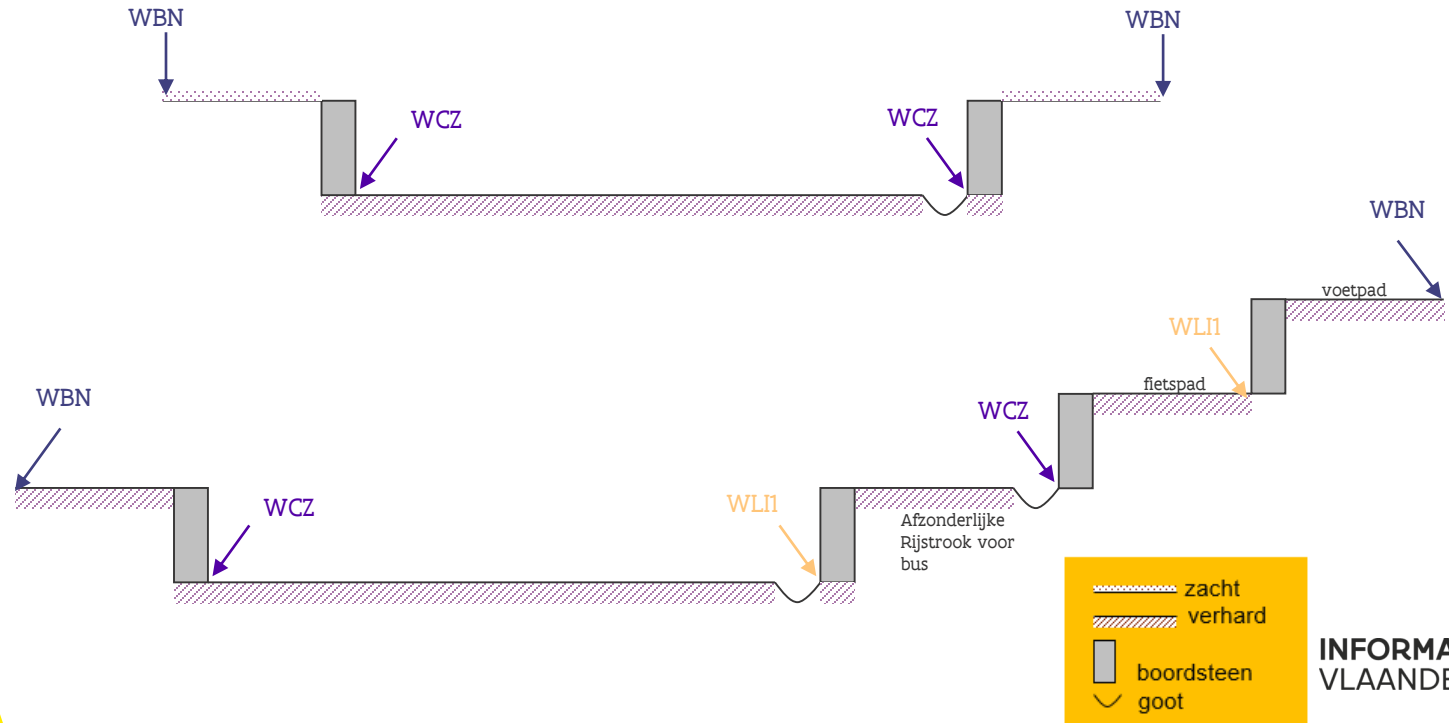 WBN
WBN
WCZ
WCZ
WBN
voetpad
WLI1
fietspad
WBN
WCZ
WCZ
WLI1
Afzonderlijke
Rijstrook voor
bus
zacht
verhard
boordsteen
goot
INFORMA
VLAANDE